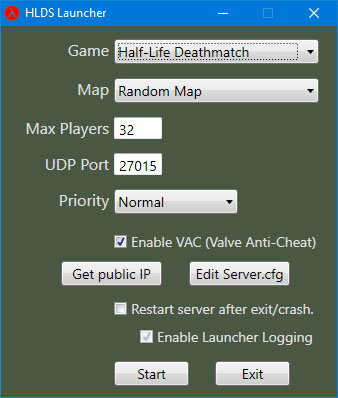 HLDS Launcher
Game Half-Life Deathmatch
Map Random Map
Max Players 32
UDP Port 27015
Priority Normal
Enable VAC (Valve Anti-Cheat)
Get public IP Edit Server.cfg
Restart server after exit/crash.
Enable Launcher Logging
Start Exit